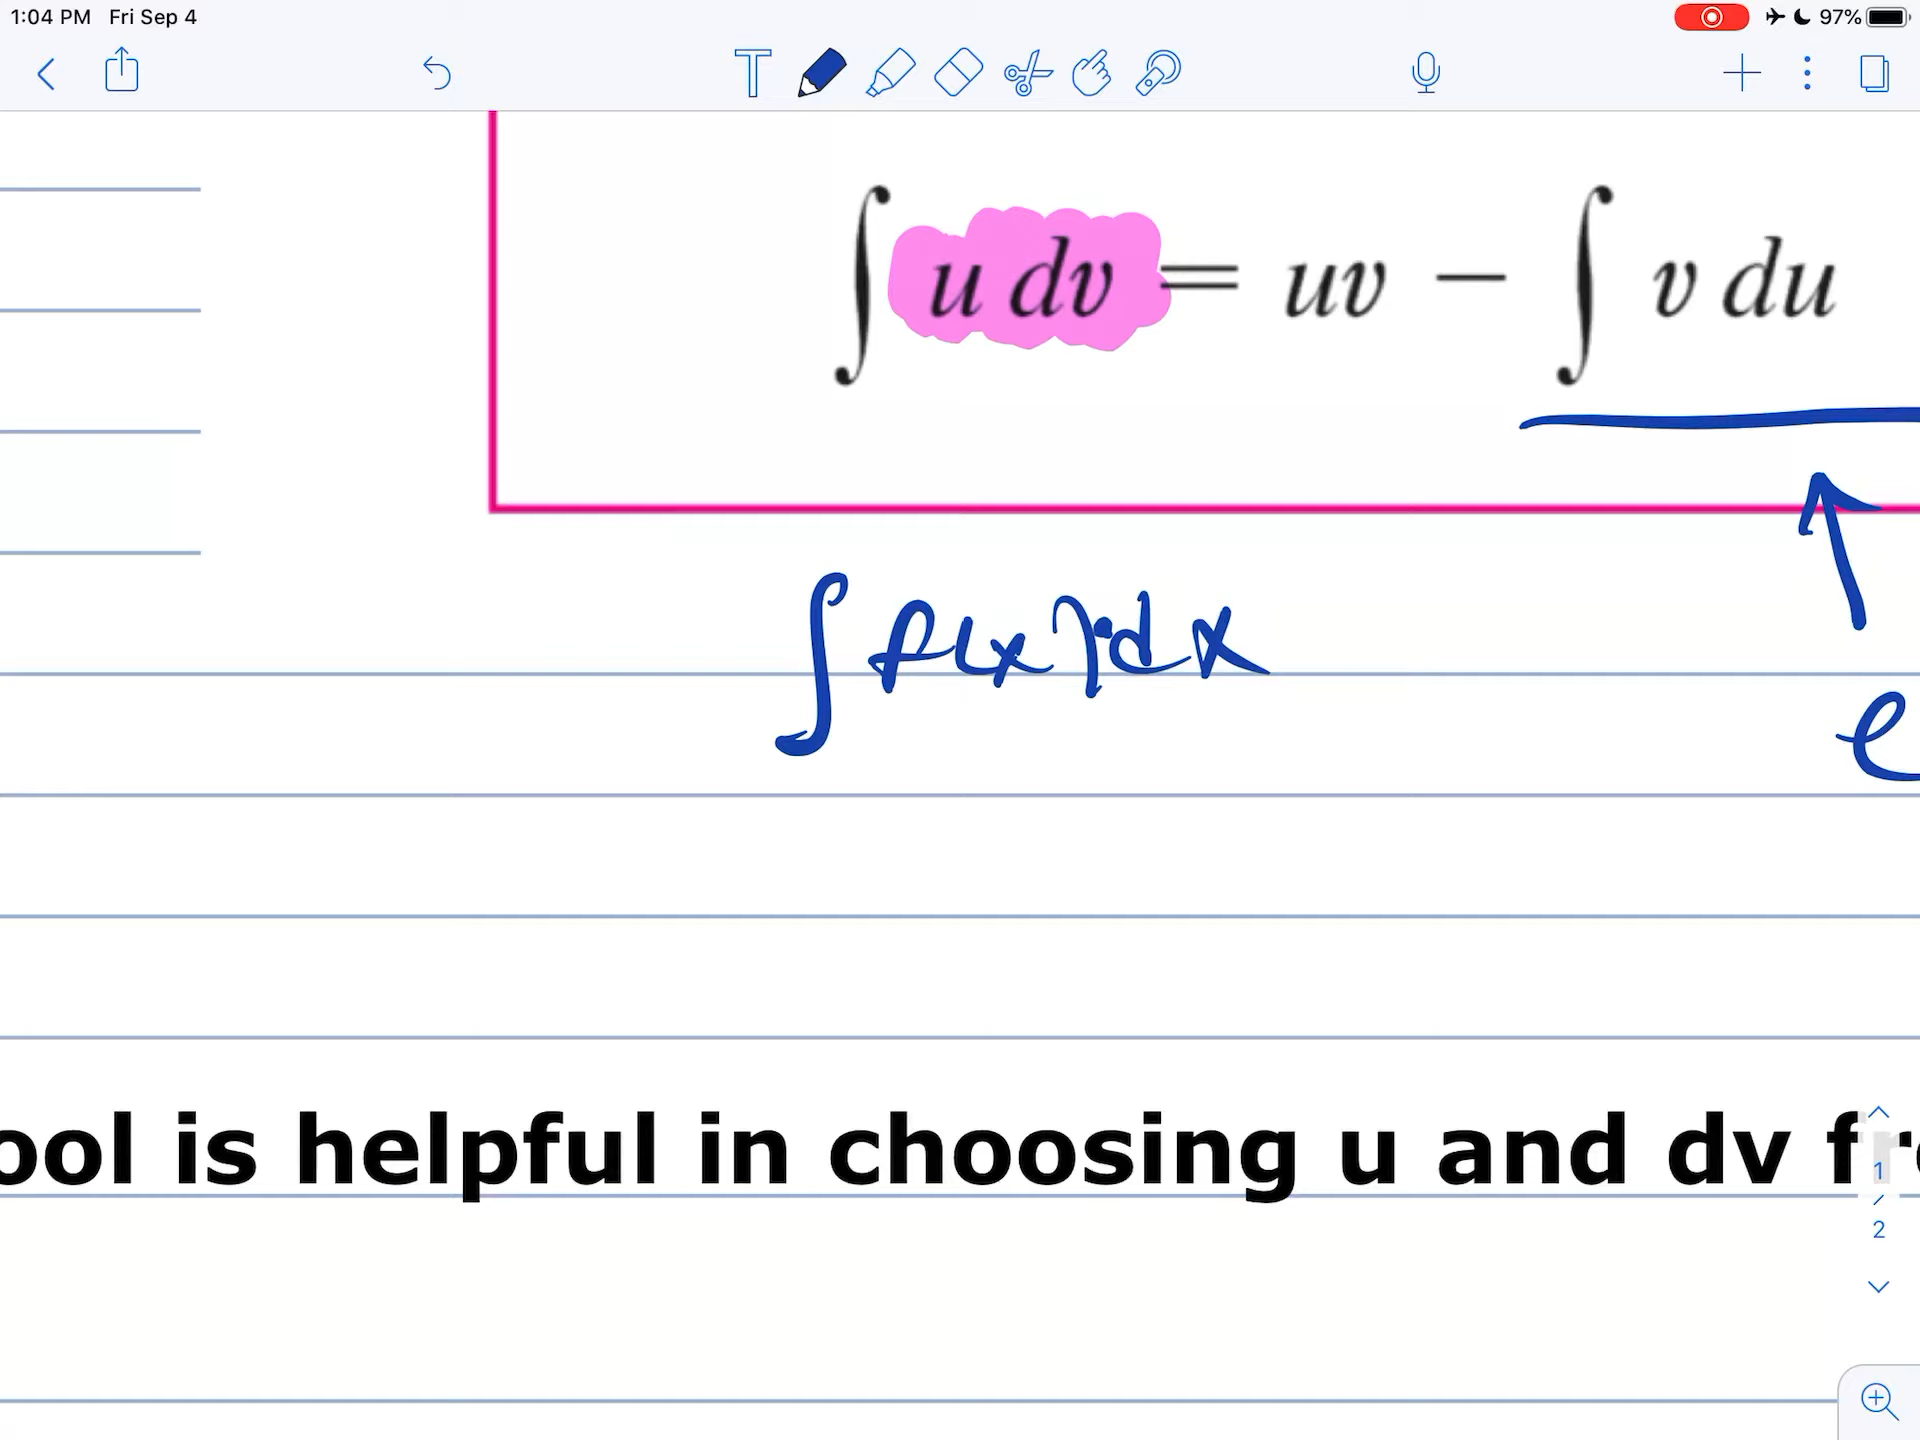 1:04 PM Fri Sep 4
97%
T
∫ u dv = uv − ∫ v du
∫ f(x)·dx
e
ool is helpful in choosing u and dv fr
1
/
2